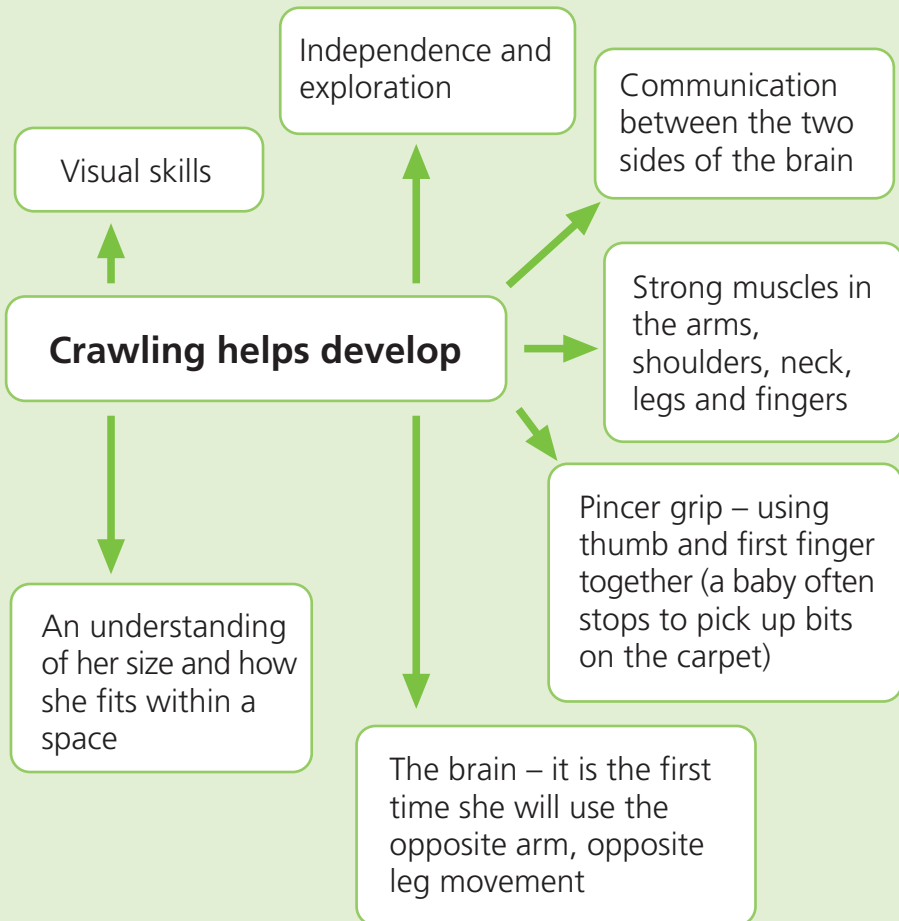 Independence and
exploration
Communication
between the two
sides of the brain
Visual skills
Strong muscles in
the arms,
shoulders, neck,
legs and fingers
Crawling helps develop
Pincer grip – using
thumb and first finger
together (a baby often
stops to pick up bits
on the carpet)
An understanding
of her size and how
she fits within a
space
The brain – it is the first
time she will use the
opposite arm, opposite
leg movement